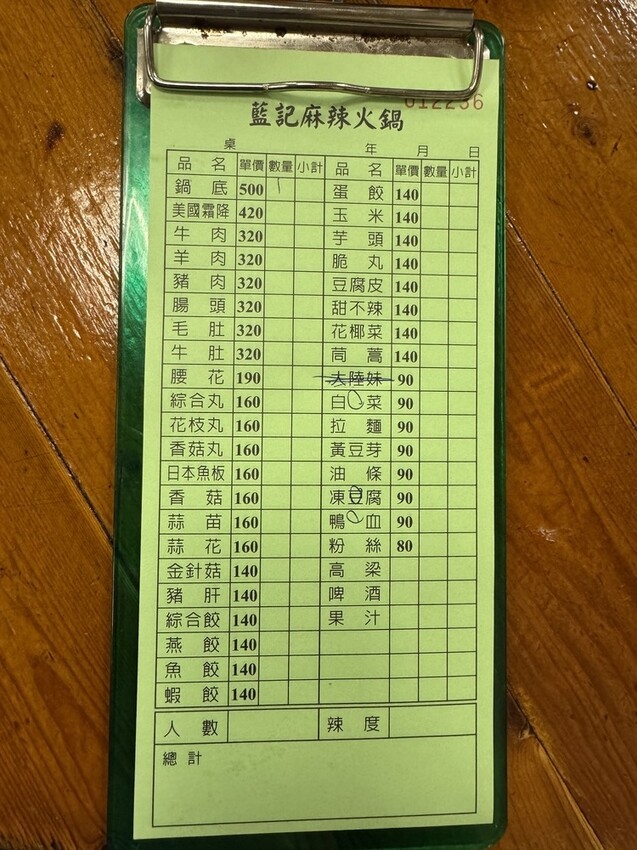 012236
藍記麻辣火鍋
桌 年 月 日
品名 單價 數量 小計 品名 單價 數量 小計
鍋底 500 1 蛋餃 140
美國霜降 420 玉米 140
牛肉 320 芋頭 140
羊肉 320 脆丸 140
豬肉 320 豆腐皮 140
腸頭 320 甜不辣 140
毛肚 320 花椰菜 140
牛肚 320 茼蒿 140
腰花 190 大陸妹 90
綜合丸 160 白菜 90
花枝丸 160 拉麵 90
香菇丸 160 黃豆芽 90
日本魚板 160 油條 90
香菇 160 凍豆腐 90
蒜苗 160 鴨血 90
蒜花 160 粉絲 80
金針菇 140 高梁
豬肝 140 啤酒
綜合餃 140 果汁
燕餃 140
魚餃 140
蝦餃 140
人數 辣度
總計